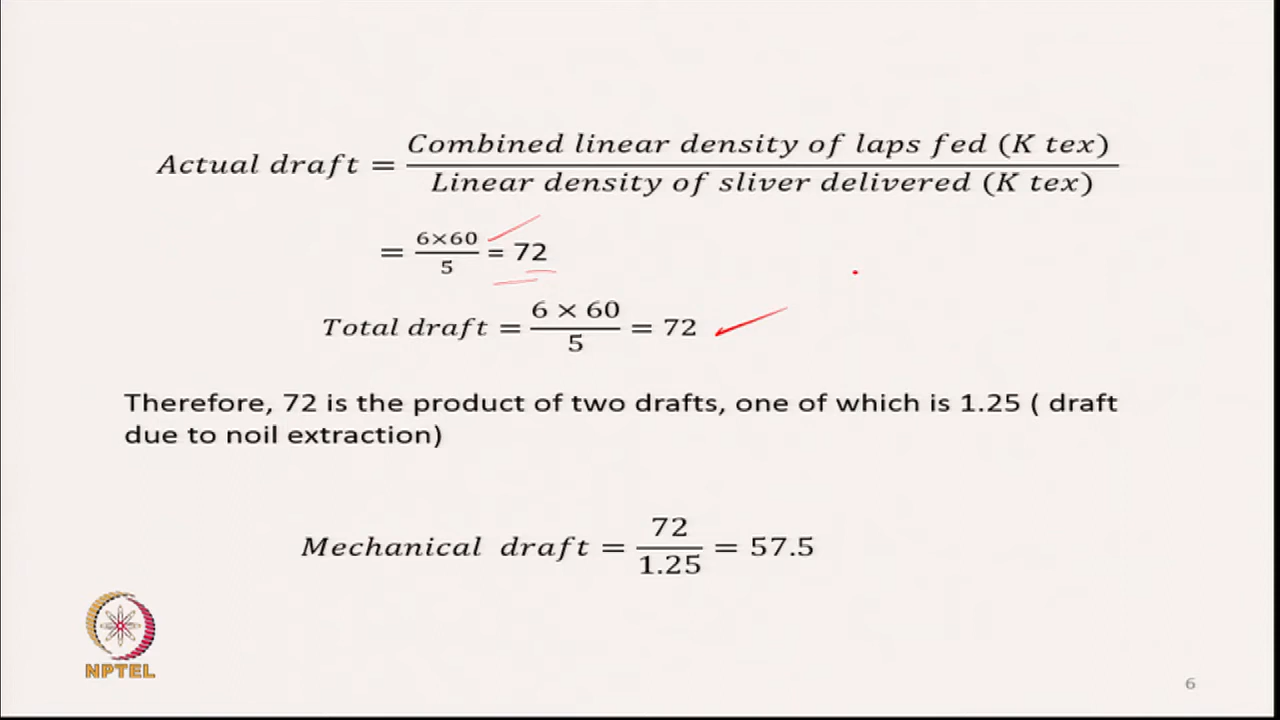 Actual draft = Combined linear density of laps fed (K tex) / Linear density of sliver delivered (K tex)
= 6×60 / 5 = 72
Total draft = 6 × 60 / 5 = 72
Therefore, 72 is the product of two drafts, one of which is 1.25 ( draft
due to noil extraction)
Mechanical draft = 72 / 1.25 = 57.5
NPTEL
6